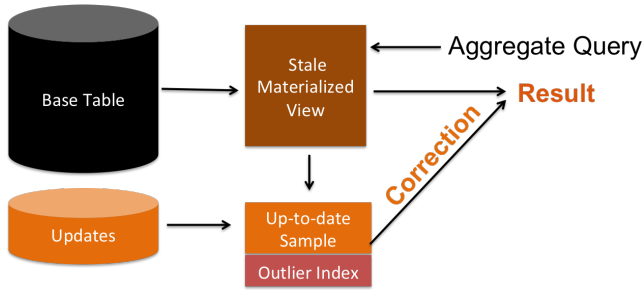 Base Table
Stale
Materialized
View
Aggregate Query
Result
Correction
Updates
Up-to-date
Sample
Outlier Index